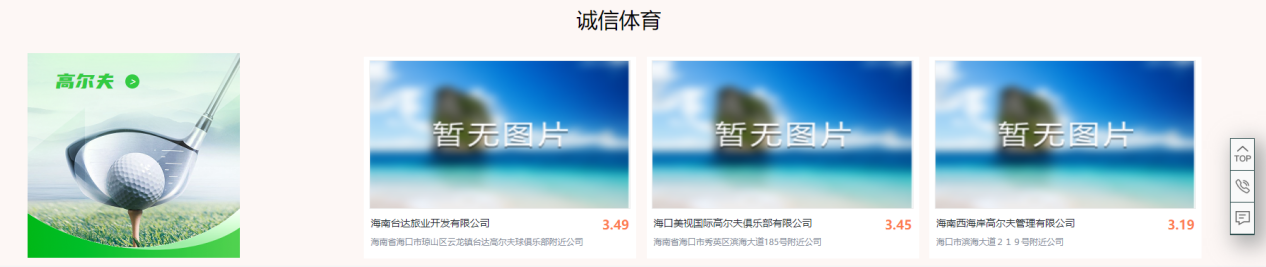 诚信体育
高尔夫 >
暂无图片
暂无图片
暂无图片
海南台达旅业开发有限公司 3.49
海南省海口市琼山区云龙镇台达高尔夫球俱乐部附近公司
海口美视国际高尔夫俱乐部有限公司 3.45
海南省海口市秀英区滨海大道185号附近公司
海南西海岸高尔夫管理有限公司 3.19
海口市滨海大道２１９号附近公司
TOP